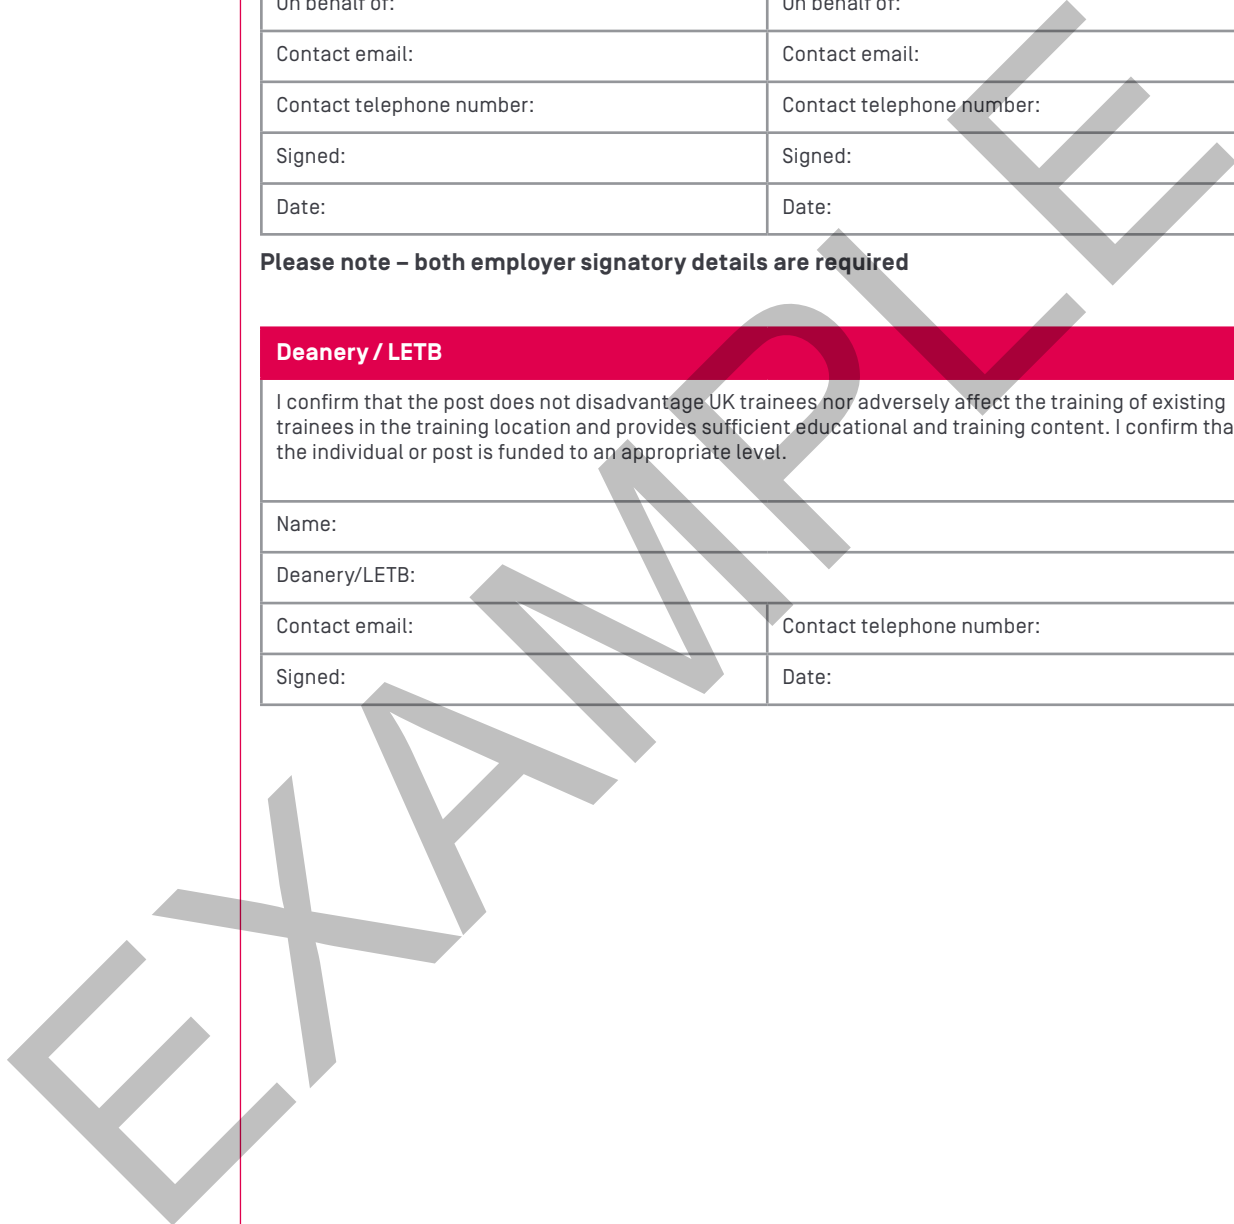 On behalf of: On behalf of:
Contact email: Contact email:
Contact telephone number: Contact telephone number:
Signed: Signed:
Date: Date:
Please note – both employer signatory details are required
Deanery / LETB
I confirm that the post does not disadvantage UK trainees nor adversely affect the training of existing
trainees in the training location and provides sufficient educational and training content. I confirm tha
the individual or post is funded to an appropriate level.
Name:
Deanery/LETB:
Contact email: Contact telephone number:
Signed: Date:
EXAMPLE